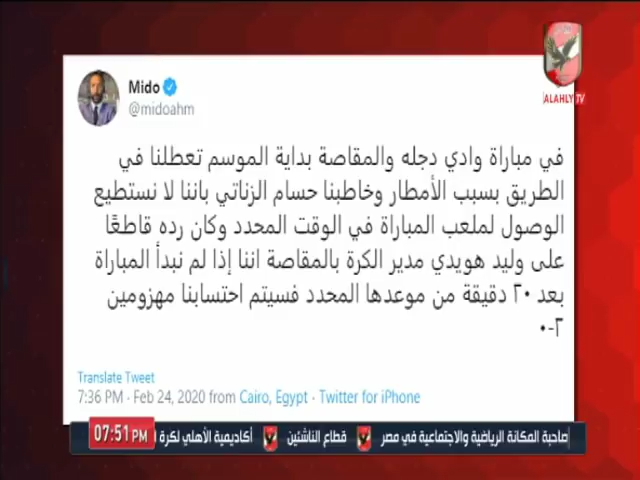 ALAHLY TV
Mido
@midoahm
في مباراة وادي دجله والمقاصة بداية الموسم تعطلنا في
الطريق بسبب الأمطار وخاطبنا حسام الزناتي باننا لا نستطيع
الوصول لملعب المباراة في الوقت المحدد وكان رده قاطعًا
على وليد هويدي مدير الكرة بالمقاصة اننا إذا لم نبدأ المباراة
بعد ٢٠ دقيقة من موعدها المحدد فسيتم احتسابنا مهزومين
٢-٠
Translate Tweet
7:36 PM · Feb 24, 2020 from Cairo, Egypt · Twitter for iPhone
07:51 PM
صاحبة المكانة الرياضية والاجتماعية في مصر قطاع الناشئين أكاديمية الأهلي لكرة ا